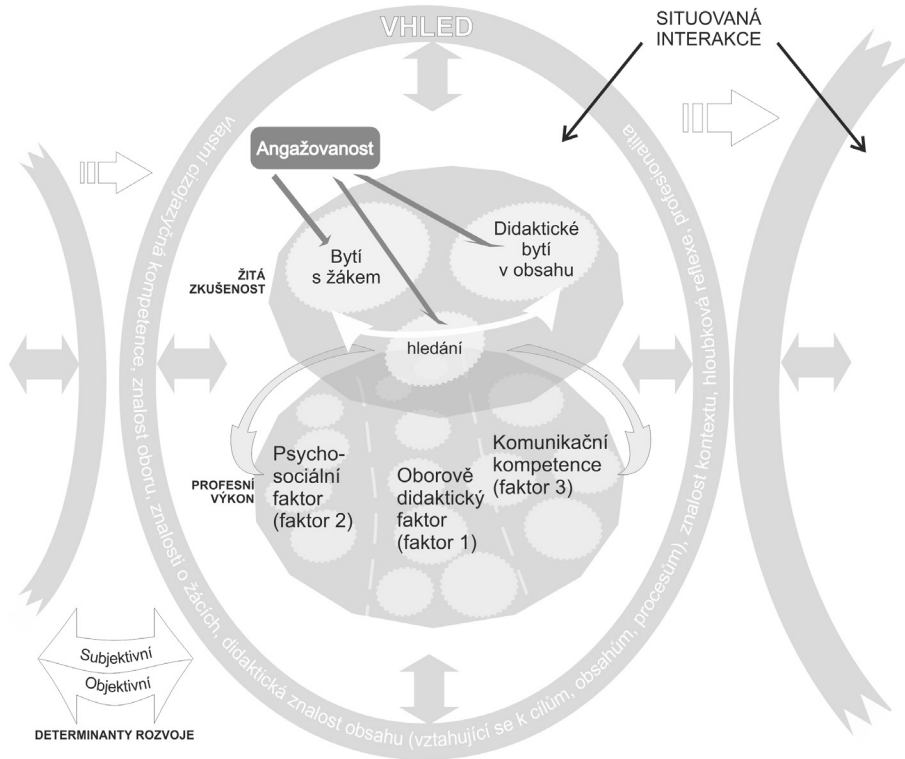 VHLED
SITUOVANÁ
INTERAKCE
vlastní cizojazyčná kompetence, znalost oboru, znalosti o žácích, didaktická znalost obsahu (vztahující se k cílům, obsahům, procesům), znalost kontextu, hloubková reflexe, profesionalita
Angažovanost
Bytí
s žákem
Didaktické
bytí
v obsahu
ŽITÁ
ZKUŠENOST
hledání
Psycho-
sociální
faktor
(faktor 2)
Oborově
didaktický
faktor
(faktor 1)
Komunikační
kompetence
(faktor 3)
PROFESNÍ
VÝKON
Subjektivní
Objektivní
DETERMINANTY ROZVOJE